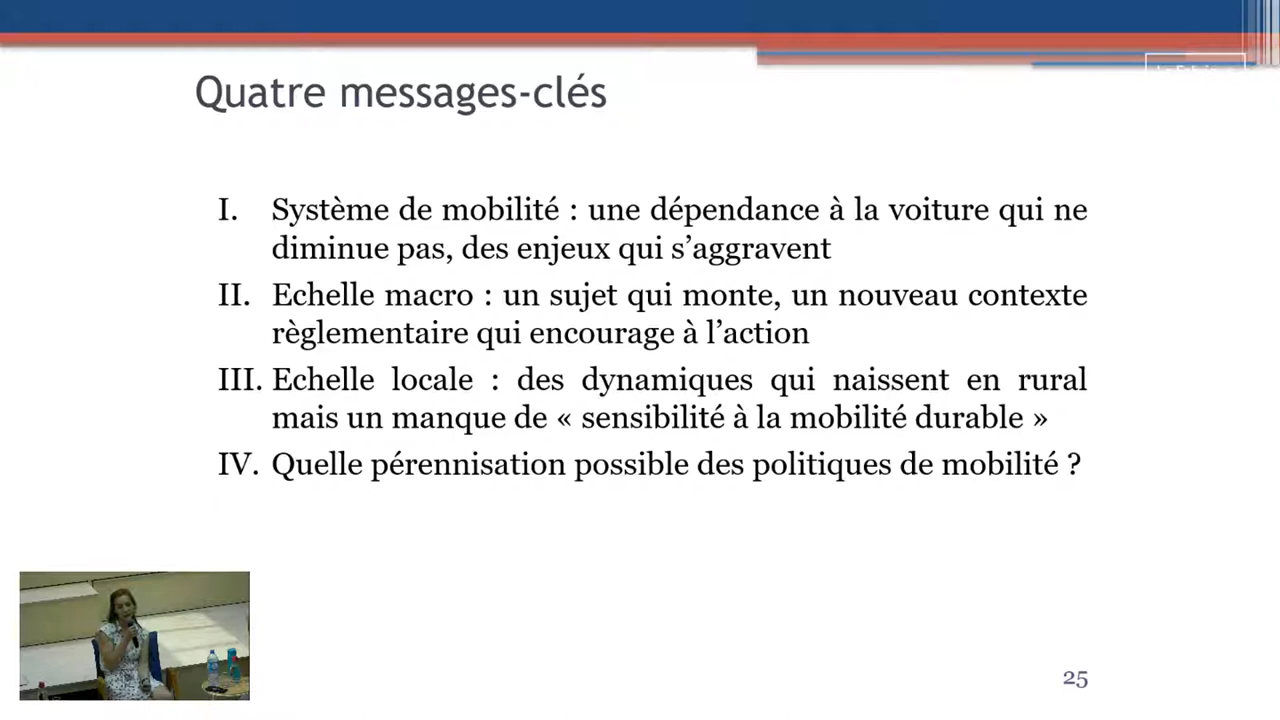 Quatre messages-clés
I. Système de mobilité : une dépendance à la voiture qui ne
diminue pas, des enjeux qui s’aggravent
II. Echelle macro : un sujet qui monte, un nouveau contexte
règlementaire qui encourage à l’action
III. Echelle locale : des dynamiques qui naissent en rural
mais un manque de « sensibilité à la mobilité durable »
IV. Quelle pérennisation possible des politiques de mobilité ?
25